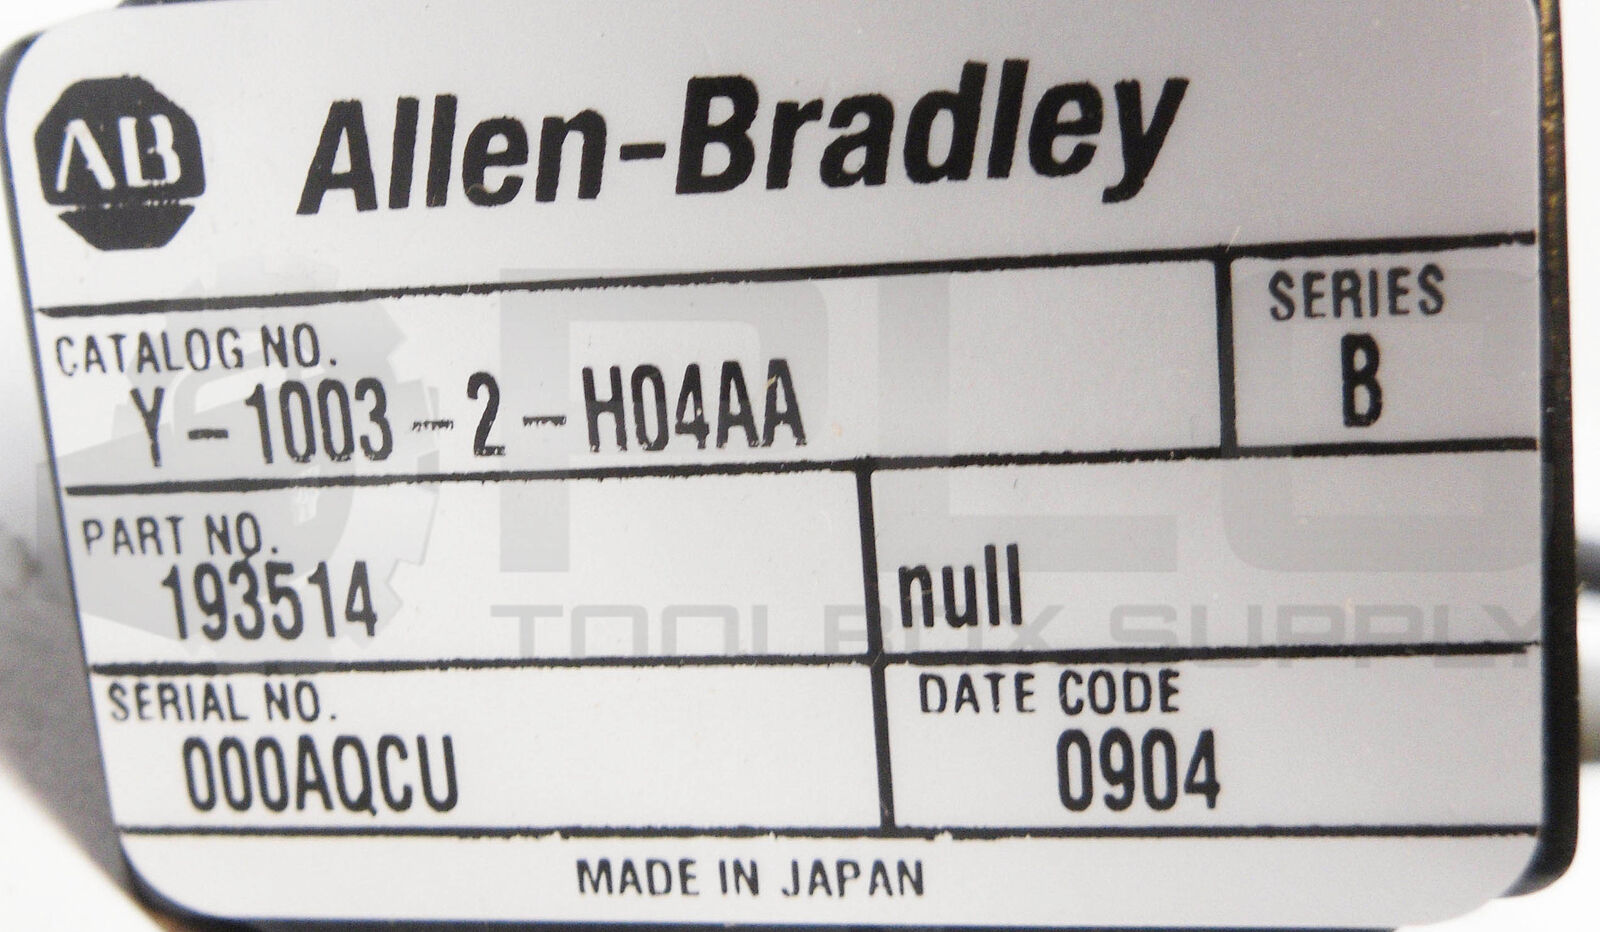 AB Allen-Bradley
CATALOG NO.
Y-1003-2-H04AA
SERIES
B
PART NO.
193514
null
SERIAL NO.
000AQCU
DATE CODE
0904
MADE IN JAPAN
PLC
TOOLBOX SUPPLY